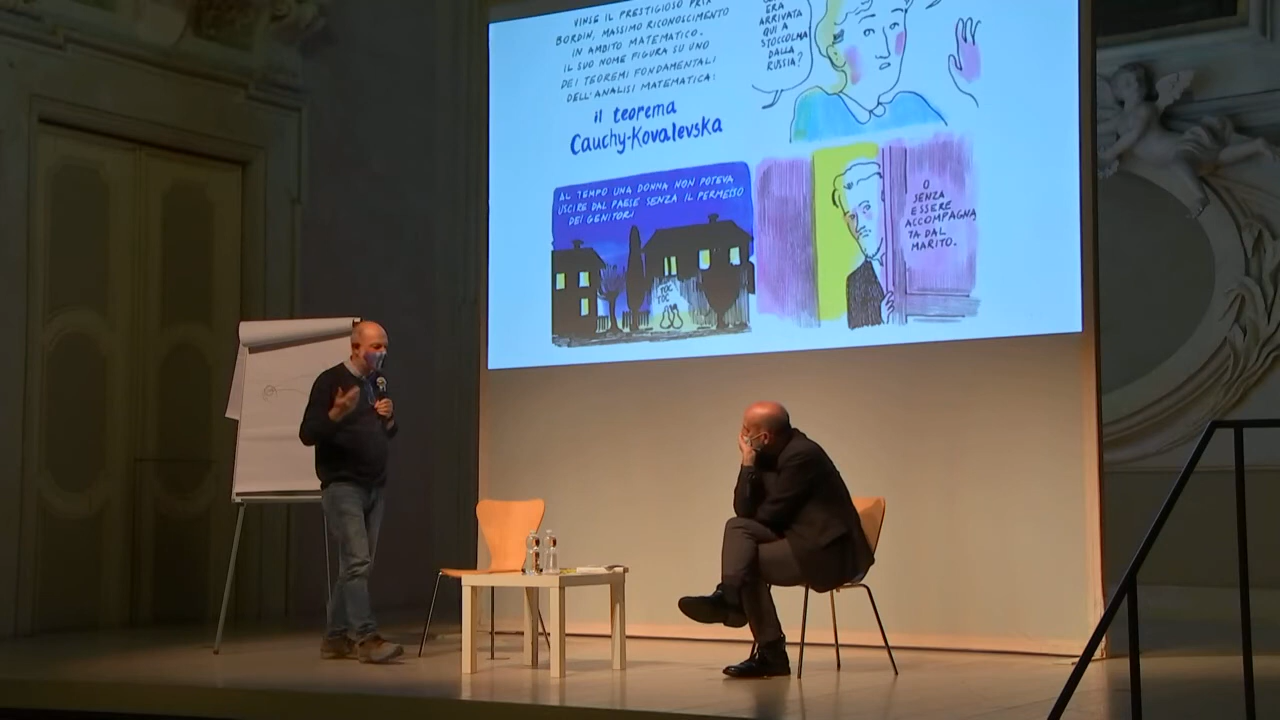 VINSE IL PRESTIGIOSO PRIX
BORDIN, MASSIMO RICONOSCIMENTO
IN AMBITO MATEMATICO.
IL SUO NOME FIGURA SU UNO
DEI TEOREMI FONDAMENTALI
DELL'ANALISI MATEMATICA:
il teorema
Cauchy-Kovalevska
ERA
ARRIVATA
QUI A
STOCCOLMA
DALLA
RUSSIA?
AL TEMPO UNA DONNA NON POTEVA
USCIRE DAL PAESE SENZA IL PERMESSO
DEI GENITORI
TOC
TOC
O
SENZA
ESSERE
ACCOMPAGNA
TA DAL
MARITO.